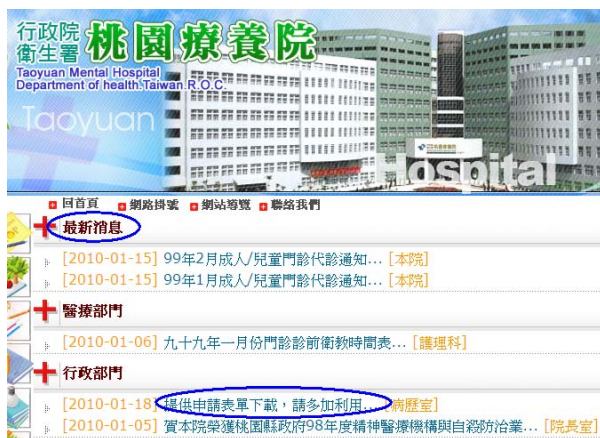 行政院
衛生署
桃園療養院
Taoyuan Mental Hospital
Department of health.Taiwan.R.O.C.
Taoyuan
Hospital
回首頁 網路掛號 網站導覽 聯絡我們
最新消息
[2010-01-15] 99年2月成人/兒童門診代診通知... [本院]
[2010-01-15] 99年1月成人/兒童門診代診通知... [本院]
醫療部門
[2010-01-06] 九十九年一月份門診診前衛教時間表... [護理科]
行政部門
[2010-01-18] 提供申請表單下載，請多加利用... [病歷室]
[2010-01-05] 賀本院榮獲桃園縣政府98年度精神醫療機構與自殺防治業... [院長室]